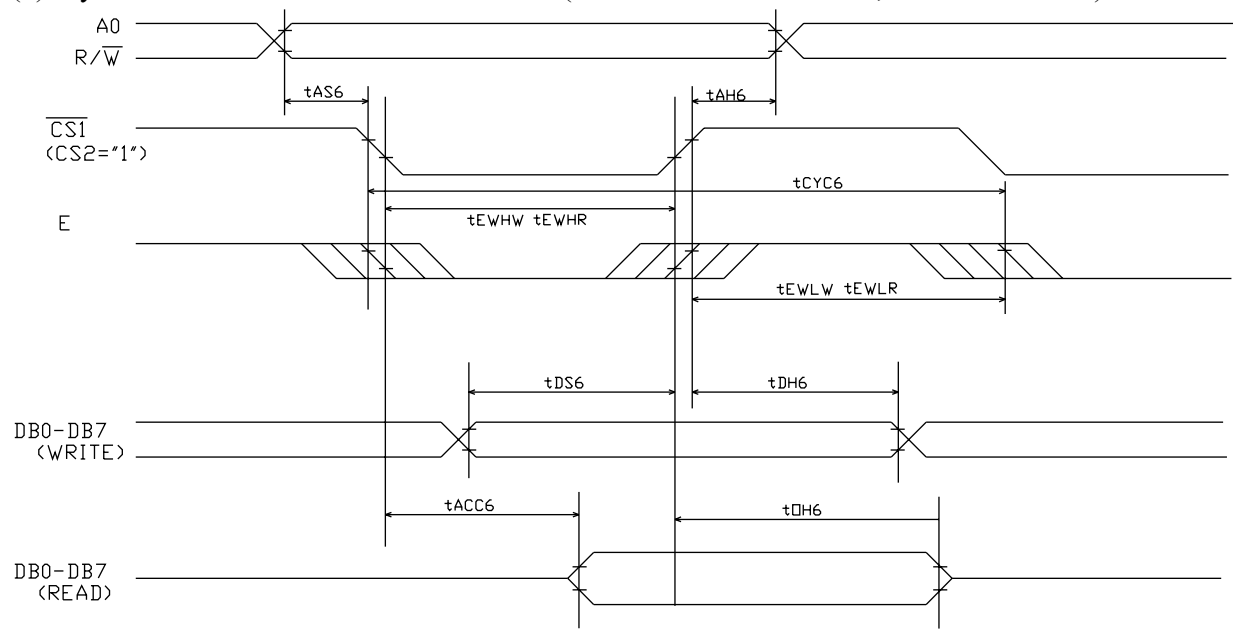 A0
R/W̅
tAS6
tAH6
C̅S̅1̅
(CS2="1")
tCYC6
E
tEWHW tEWHR
tEWLW tEWLR
tDS6
tDH6
DB0-DB7
(WRITE)
tACC6
tOH6
DB0-DB7
(READ)